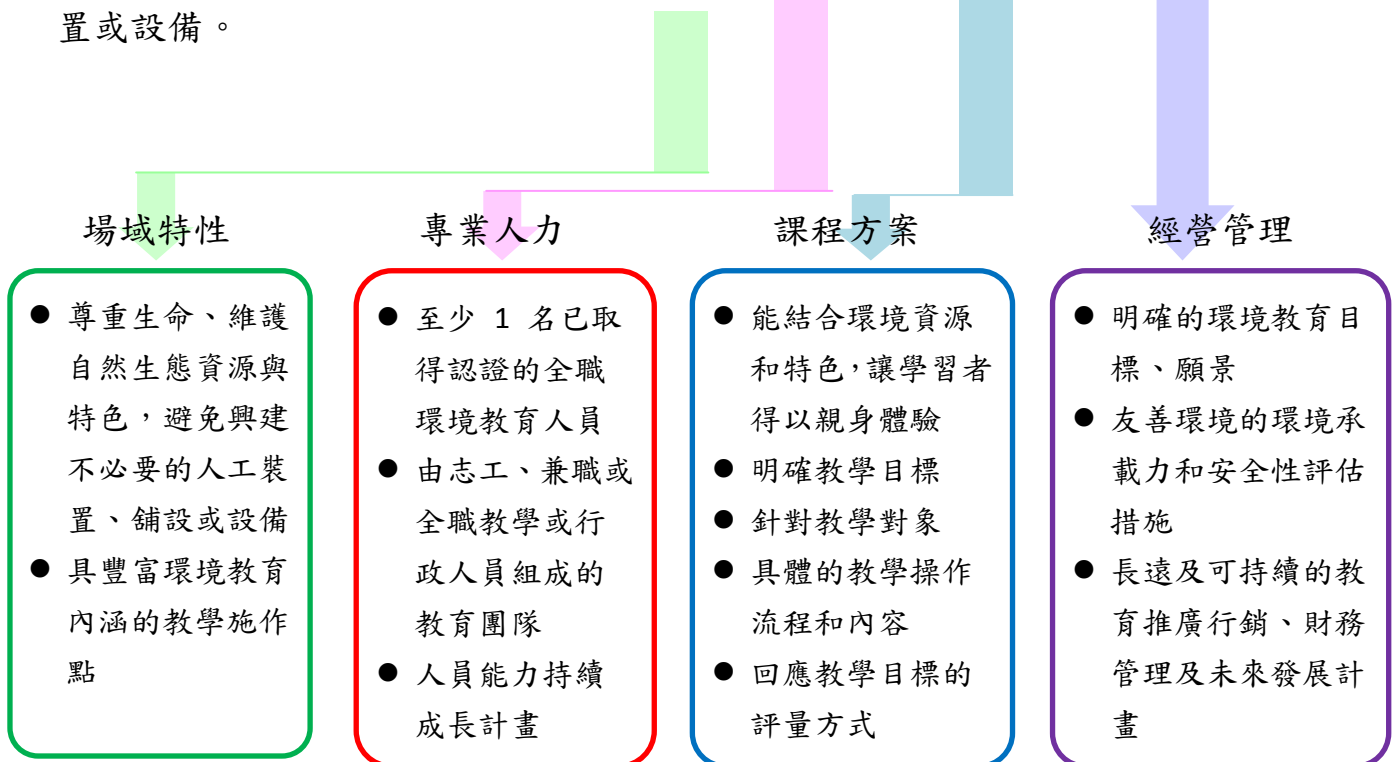 置或設備。
場域特性
● 尊重生命、維護
自然生態資源與
特色，避免興建
不必要的人工裝
置、舖設或設備
● 具豐富環境教育
內涵的教學施作
點
專業人力
● 至少 1 名已取
得認證的全職
環境教育人員
● 由志工、兼職或
全職教學或行
政人員組成的
教育團隊
● 人員能力持續
成長計畫
課程方案
● 能結合環境資源
和特色，讓學習者
得以親身體驗
● 明確教學目標
● 針對教學對象
● 具體的教學操作
流程和內容
● 回應教學目標的
評量方式
經營管理
● 明確的環境教育目
標、願景
● 友善環境的環境承
載力和安全性評估
措施
● 長遠及可持續的教
育推廣行銷、財務
管理及未來發展計
畫